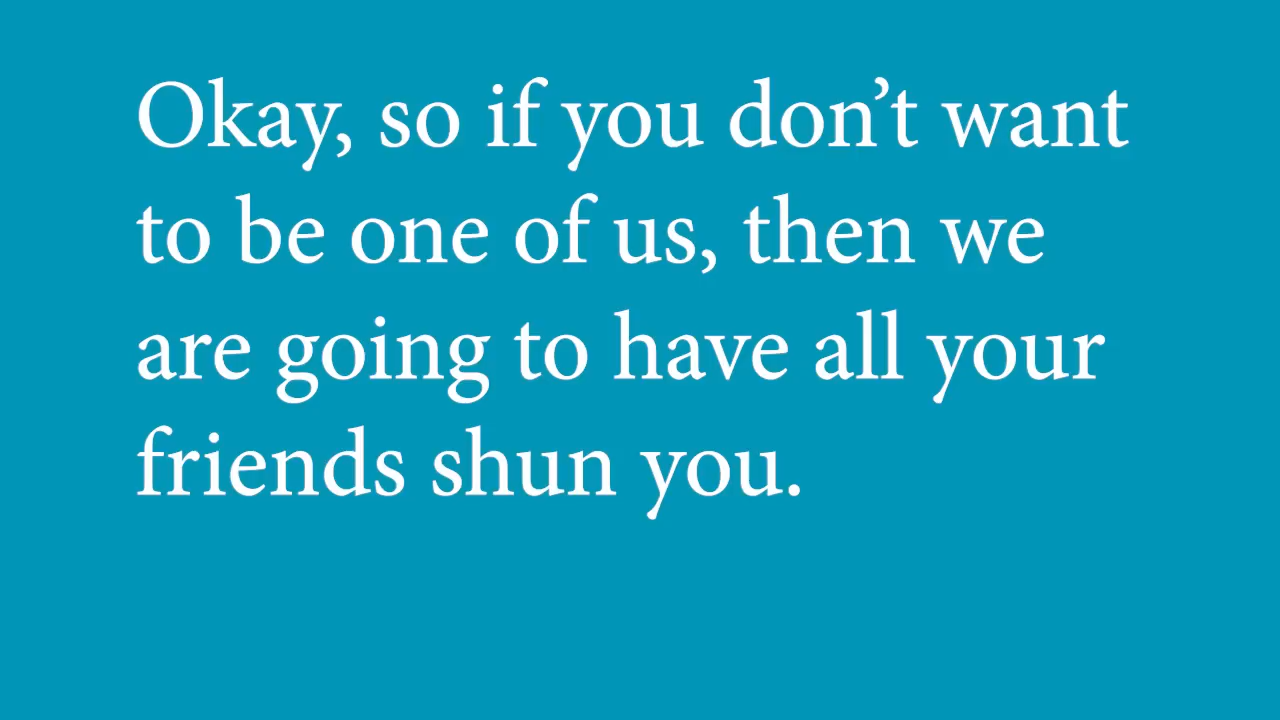 Okay, so if you don’t want
to be one of us, then we
are going to have all your
friends shun you.